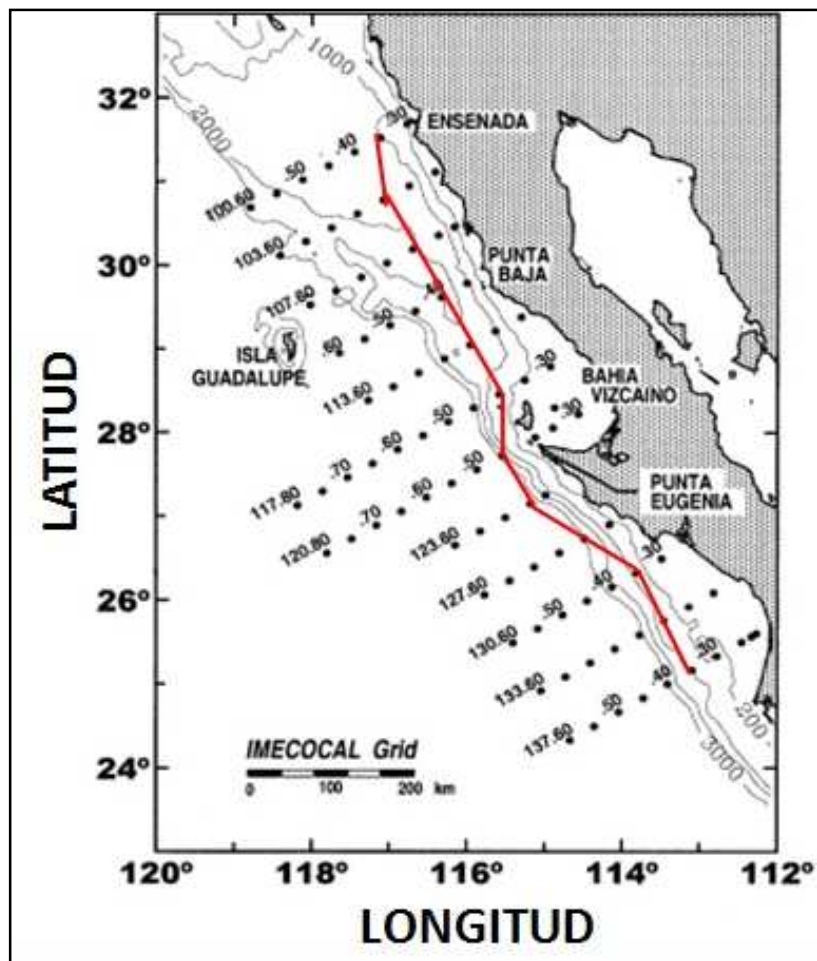 1000
2000
32°
.30
ENSENADA
.40
.50
100.60
103.60
30°
PUNTA
BAJA
107.60
.50
.60
ISLA
GUADALUPE
.30
BAHIA
VIZCAINO
113.60
.30
.50
28°
.60
.50
.70
PUNTA
EUGENIA
117.80
.60
.70
120.80
123.60
.30
.40
127.60
26°
.50
130.60
.30
.40
133.60
.50
200
137.60
3000
24°
IMECOCAL Grid
0 100 200 km
120° 118° 116° 114° 112°
LATITUD
LONGITUD